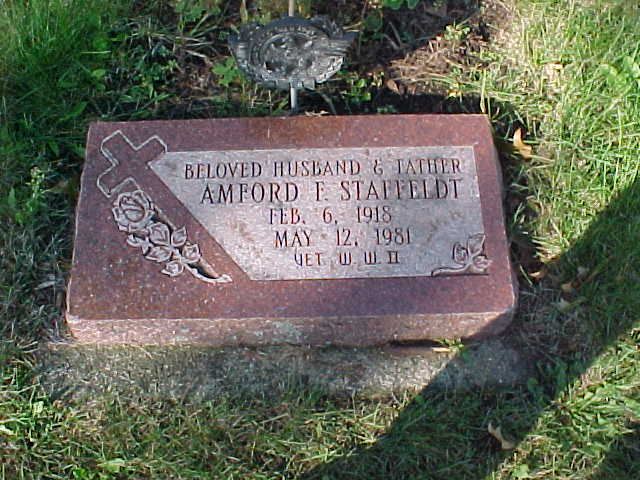 BELOVED HUSBAND & FATHER
AMFORD F. STAFFELDT
FEB. 6, 1918
MAY 12, 1981
VET W.W.II